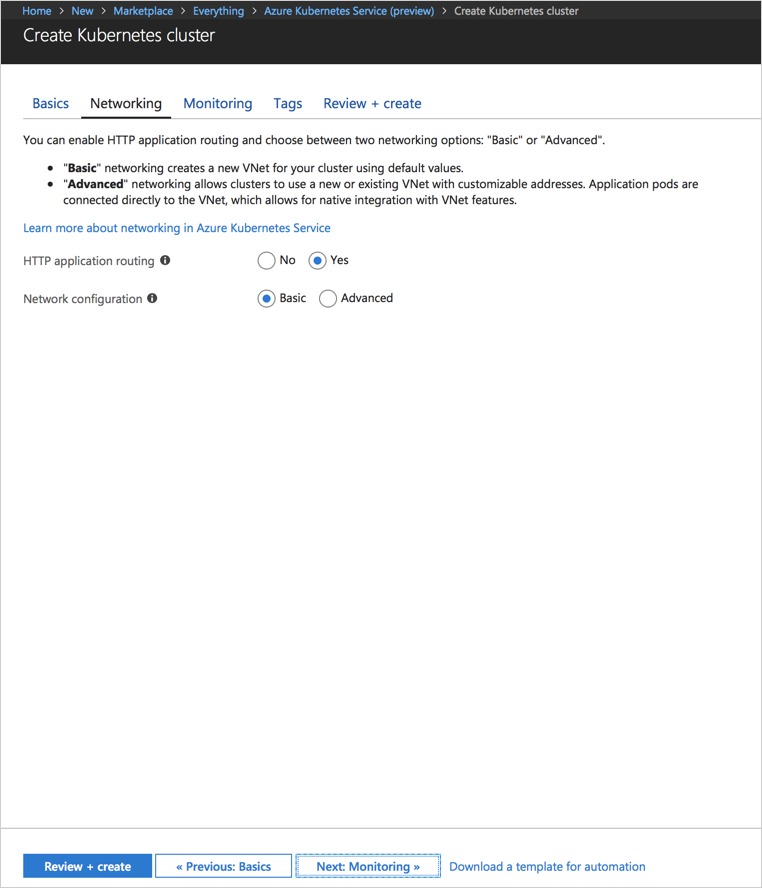 Home > New > Marketplace > Everything > Azure Kubernetes Service (preview) > Create Kubernetes cluster
Create Kubernetes cluster
Basics Networking Monitoring Tags Review + create
You can enable HTTP application routing and choose between two networking options: "Basic" or "Advanced".
• "Basic" networking creates a new VNet for your cluster using default values.
• "Advanced" networking allows clusters to use a new or existing VNet with customizable addresses. Application pods are
connected directly to the VNet, which allows for native integration with VNet features.
Learn more about networking in Azure Kubernetes Service
HTTP application routing No Yes
Network configuration Basic Advanced
Review + create « Previous: Basics Next: Monitoring » Download a template for automation